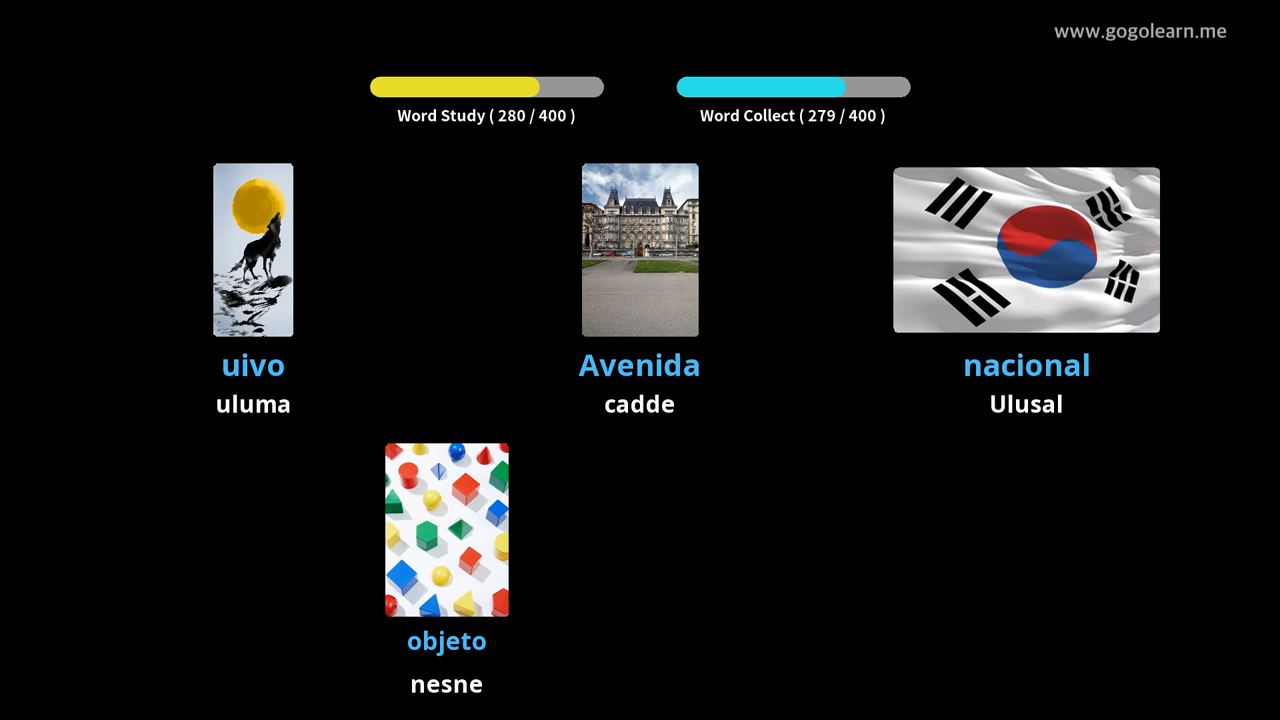 www.gogolearn.me
Word Study ( 280 / 400 )
Word Collect ( 279 / 400 )
uivo
uluma
Avenida
cadde
nacional
Ulusal
objeto
nesne